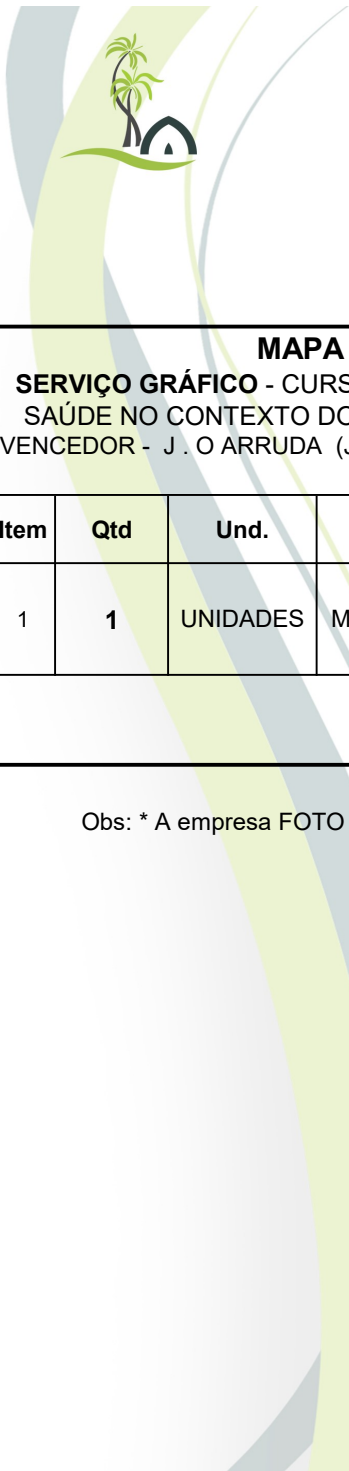 MAPA
SERVIÇO GRÁFICO - CURS
SAÚDE NO CONTEXTO DO
VENCEDOR - J . O ARRUDA (J
Item Qtd Und.
1 1 UNIDADES M
Obs: * A empresa FOTO